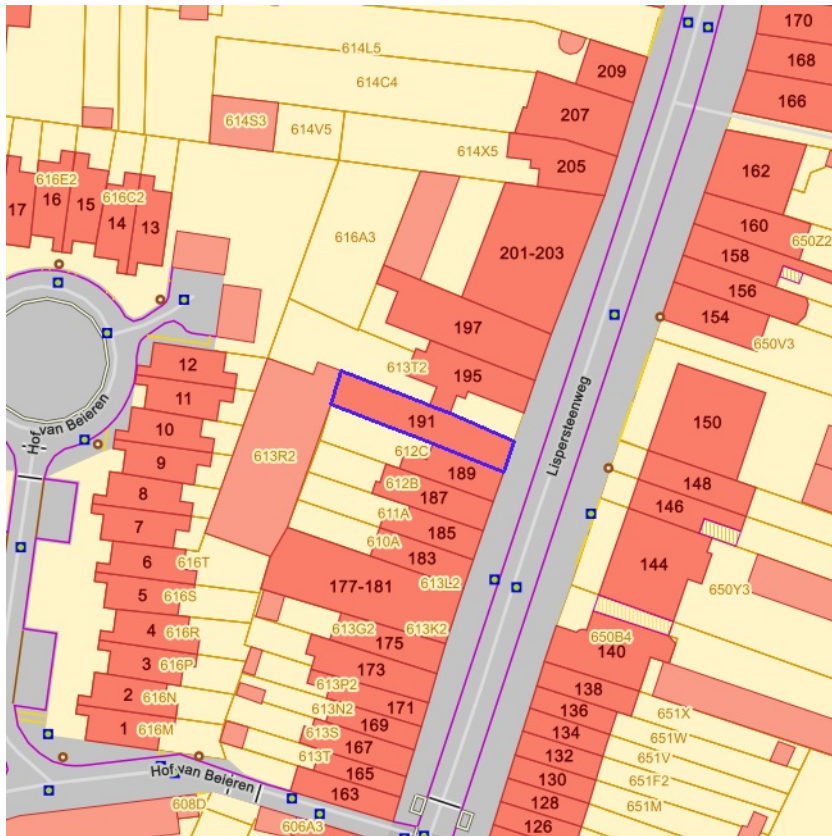 170
209
168
614L5
614C4
166
207
614S3
614V5
614X5
205
162
616E2
616C2
17
16
15
14
13
616A3
201-203
160
650Z2
158
156
197
154
650V3
613T2
12
195
11
Hof van Beieren
191
10
Lispersteenweg
150
612C
613R2
9
189
612B
8
187
148
611A
7
185
146
610A
6
616T
183
144
613L2
177-181
5
616S
650Y3
613G2
613K2
4
616R
175
650B4
140
3
616P
173
613P2
138
2
616N
613N2
171
136
651X
1
616M
613S
169
134
651W
167
613T
132
651V
Hof van Beieren
165
130
651F2
163
128
651M
608D
606A3
126